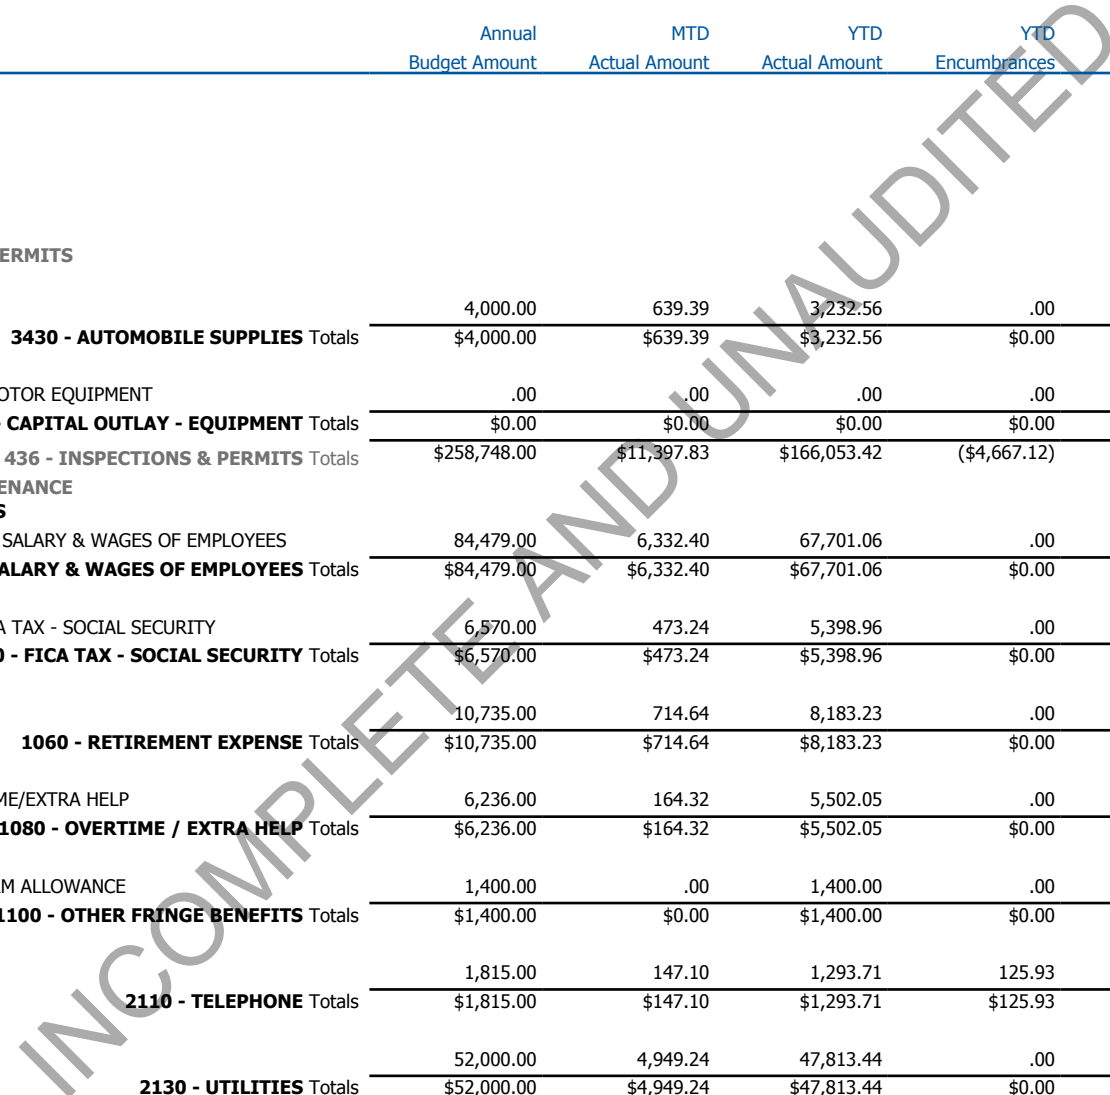 Annual MTD YTD YTD
Budget Amount Actual Amount Actual Amount Encumbrances
ERMITS
4,000.00 639.39 3,232.56 .00
3430 - AUTOMOBILE SUPPLIES Totals $4,000.00 $639.39 $3,232.56 $0.00
OTOR EQUIPMENT .00 .00 .00 .00
- CAPITAL OUTLAY - EQUIPMENT Totals $0.00 $0.00 $0.00 $0.00
436 - INSPECTIONS & PERMITS Totals $258,748.00 $11,397.83 $166,053.42 ($4,667.12)
ENANCE
S
SALARY & WAGES OF EMPLOYEES 84,479.00 6,332.40 67,701.06 .00
ALARY & WAGES OF EMPLOYEES Totals $84,479.00 $6,332.40 $67,701.06 $0.00
A TAX - SOCIAL SECURITY 6,570.00 473.24 5,398.96 .00
0 - FICA TAX - SOCIAL SECURITY Totals $6,570.00 $473.24 $5,398.96 $0.00
10,735.00 714.64 8,183.23 .00
1060 - RETIREMENT EXPENSE Totals $10,735.00 $714.64 $8,183.23 $0.00
ME/EXTRA HELP 6,236.00 164.32 5,502.05 .00
1080 - OVERTIME / EXTRA HELP Totals $6,236.00 $164.32 $5,502.05 $0.00
RM ALLOWANCE 1,400.00 .00 1,400.00 .00
1100 - OTHER FRINGE BENEFITS Totals $1,400.00 $0.00 $1,400.00 $0.00
1,815.00 147.10 1,293.71 125.93
2110 - TELEPHONE Totals $1,815.00 $147.10 $1,293.71 $125.93
52,000.00 4,949.24 47,813.44 .00
2130 - UTILITIES Totals $52,000.00 $4,949.24 $47,813.44 $0.00
INCOMPLETE AND UNAUDITED